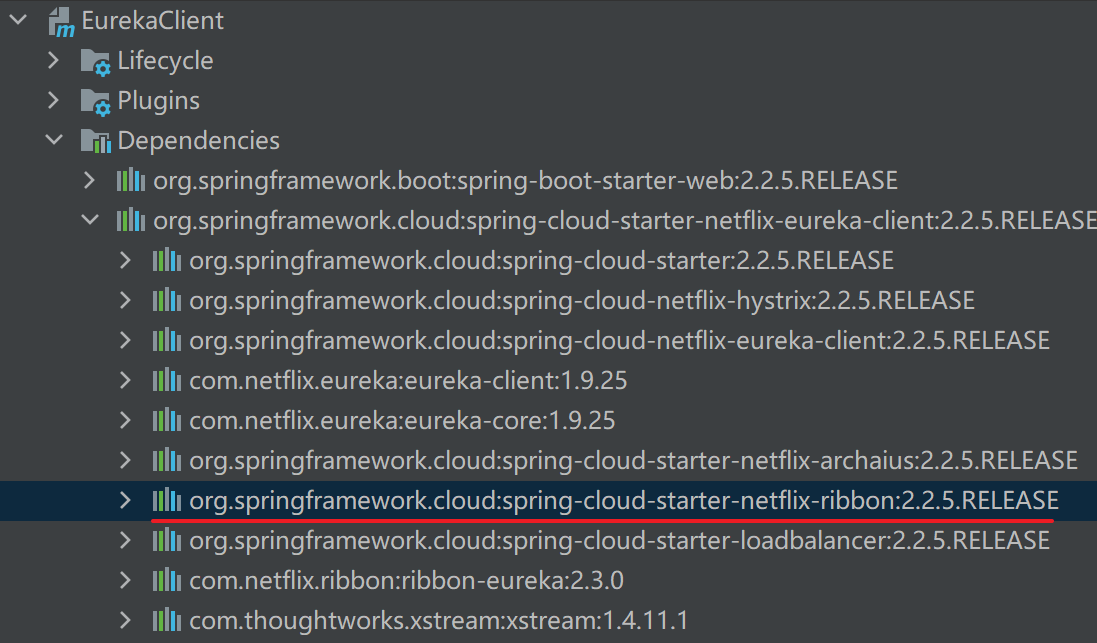 EurekaClient
Lifecycle
Plugins
Dependencies
org.springframework.boot:spring-boot-starter-web:2.2.5.RELEASE
org.springframework.cloud:spring-cloud-starter-netflix-eureka-client:2.2.5.RELEASE
org.springframework.cloud:spring-cloud-starter:2.2.5.RELEASE
org.springframework.cloud:spring-cloud-netflix-hystrix:2.2.5.RELEASE
org.springframework.cloud:spring-cloud-netflix-eureka-client:2.2.5.RELEASE
com.netflix.eureka:eureka-client:1.9.25
com.netflix.eureka:eureka-core:1.9.25
org.springframework.cloud:spring-cloud-starter-netflix-archaius:2.2.5.RELEASE
org.springframework.cloud:spring-cloud-starter-netflix-ribbon:2.2.5.RELEASE
org.springframework.cloud:spring-cloud-starter-loadbalancer:2.2.5.RELEASE
com.netflix.ribbon:ribbon-eureka:2.3.0
com.thoughtworks.xstream:xstream:1.4.11.1